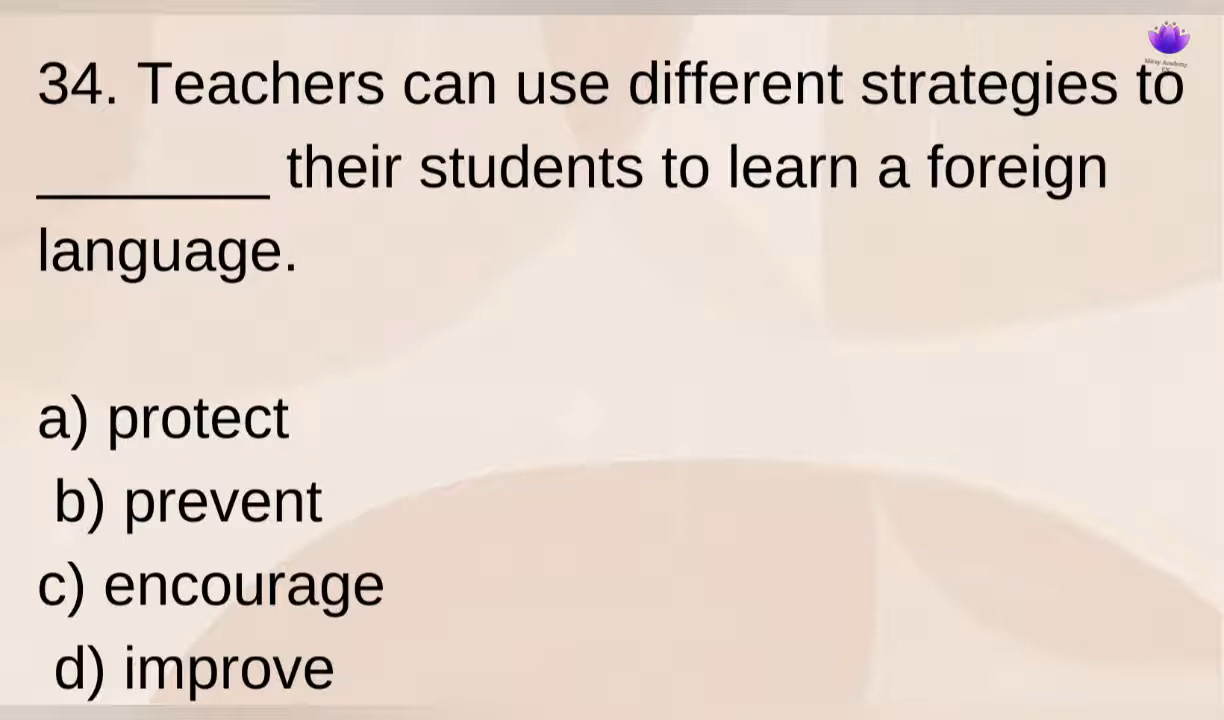 34. Teachers can use different strategies to
________ their students to learn a foreign
language.
a) protect
b) prevent
c) encourage
d) improve